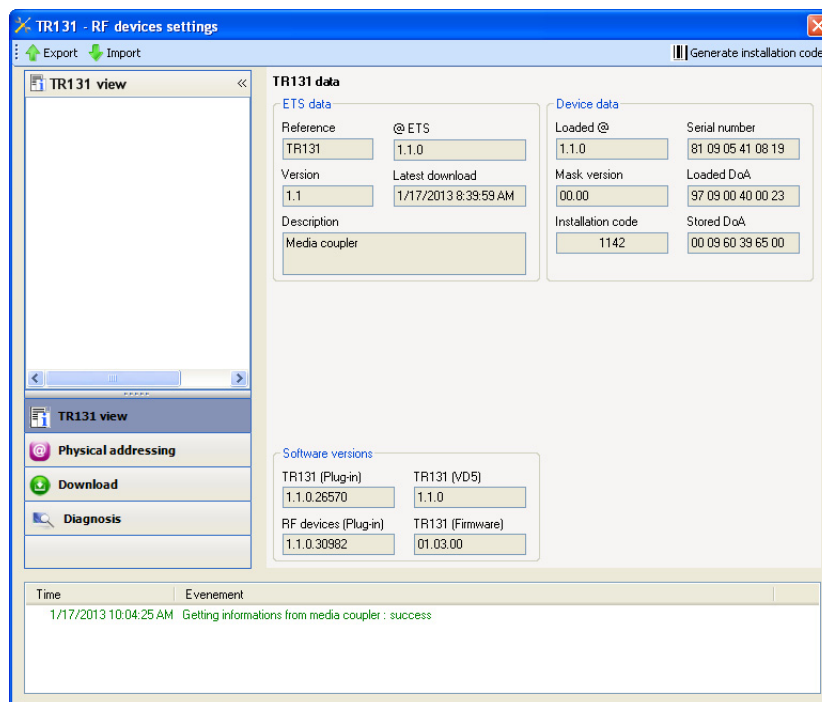 TR131 - RF devices settings
Export Import Generate installation code
TR131 view «
TR131 data
ETS data
Reference @ ETS
TR131 1.1.0
Version Latest download
1.1 1/17/2013 8:39:59 AM
Description
Media coupler
Device data
Loaded @ Serial number
1.1.0 81 09 05 41 08 19
Mask version Loaded DoA
00.00 97 09 00 40 00 23
Installation code Stored DoA
1142 00 09 60 39 65 00
TR131 view
Physical addressing
Download
Diagnosis
Software versions
TR131 (Plug-in) TR131 (VD5)
1.1.0.26570 1.1.0
RF devices (Plug-in) TR131 (Firmware)
1.1.0.30982 01.03.00
Time Evenement
1/17/2013 10:04:25 AM Getting informations from media coupler : success